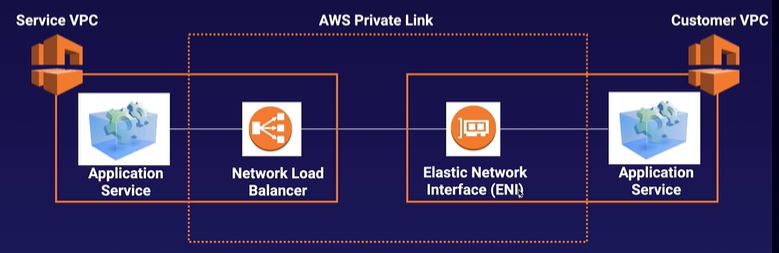 Service VPC
AWS Private Link
Customer VPC
Application
Service
Network Load
Balancer
Elastic Network
Interface (ENI)
Application
Service